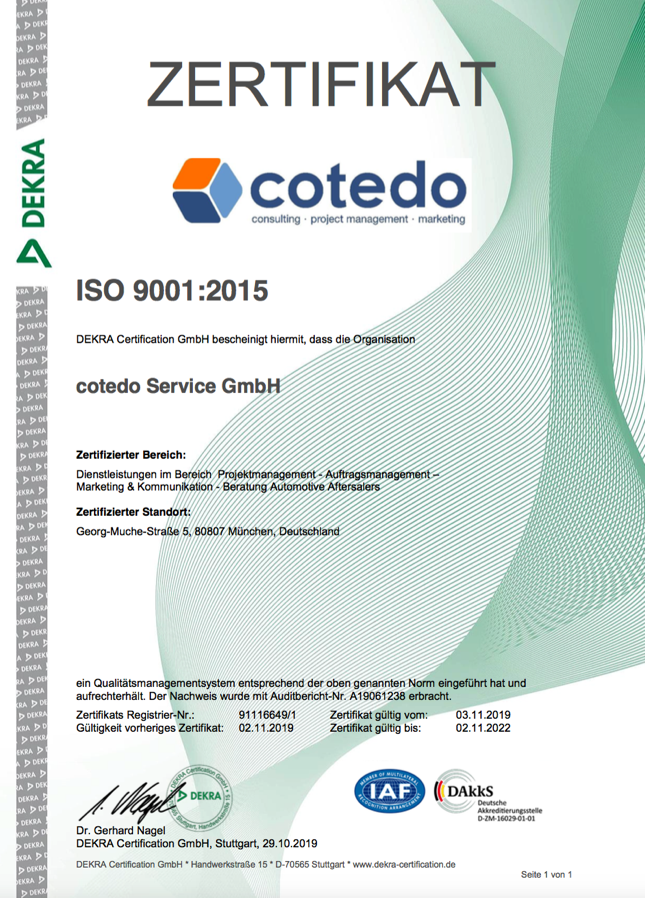 ZERTIFIKAT
DEKRA
cotedo
consulting · project management · marketing
ISO 9001:2015
DEKRA Certification GmbH bescheinigt hiermit, dass die Organisation
cotedo Service GmbH
Zertifizierter Bereich:
Dienstleistungen im Bereich Projektmanagement - Auftragsmanagement –
Marketing & Kommunikation - Beratung Automotive Aftersalers
Zertifizierter Standort:
Georg-Muche-Straße 5, 80807 München, Deutschland
ein Qualitätsmanagementsystem entsprechend der oben genannten Norm eingeführt hat und
aufrechterhält. Der Nachweis wurde mit Auditbericht-Nr. A19061238 erbracht.
Zertifikats Registrier-Nr.: 91116649/1 Zertifikat gültig vom: 03.11.2019
Gültigkeit vorheriges Zertifikat: 02.11.2019 Zertifikat gültig bis: 02.11.2022
DEKRA Certification GmbH
DEKRA
MEMBER OF MULTILATERAL
IAF
RECOGNITION ARRANGEMENT
DAkkS
Deutsche
Akkreditierungsstelle
D-ZM-16029-01-01
Dr. Gerhard Nagel
DEKRA Certification GmbH, Stuttgart, 29.10.2019
DEKRA Certification GmbH * Handwerkstraße 15 * D-70565 Stuttgart * www.dekra-certification.de
Seite 1 von 1